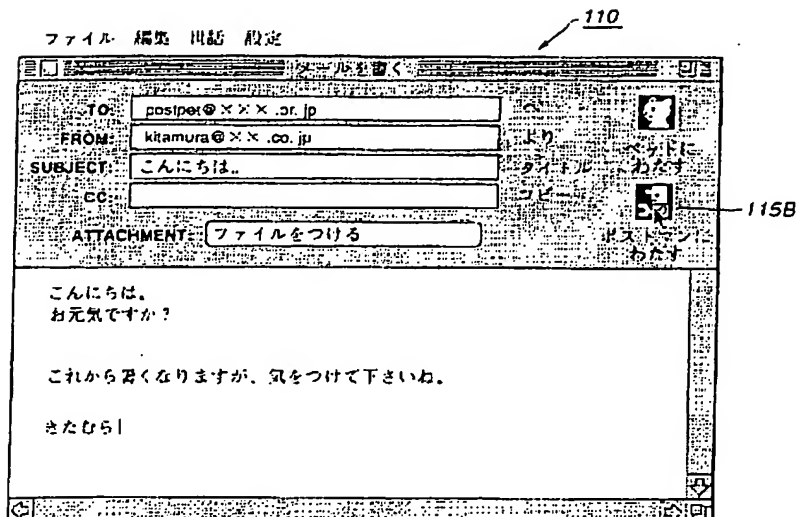 110
ファイル 編集 世話 設定
メールを書く
TO: postpet@×××.or.jp へ
FROM: kitamura@××.co.jp より
ペットに
わたす
SUBJECT: こんにちは。 タイトル
CC: コピー
115B
ATTACHMENT: ファイルをつける
ポストマンに
わたす
こんにちは。
お元気ですか?
これから暑くなりますが、気をつけて下さいね。
きたむら